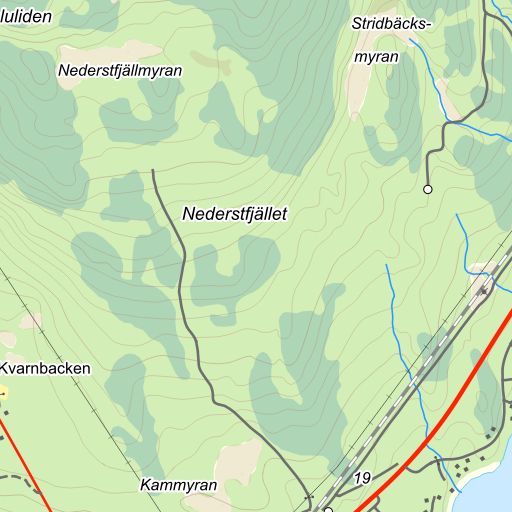 luliden
Stridbäcks-
myran
Nederstfjällmyran
Nederstfjället
Kvarnbacken
Kammyran
19